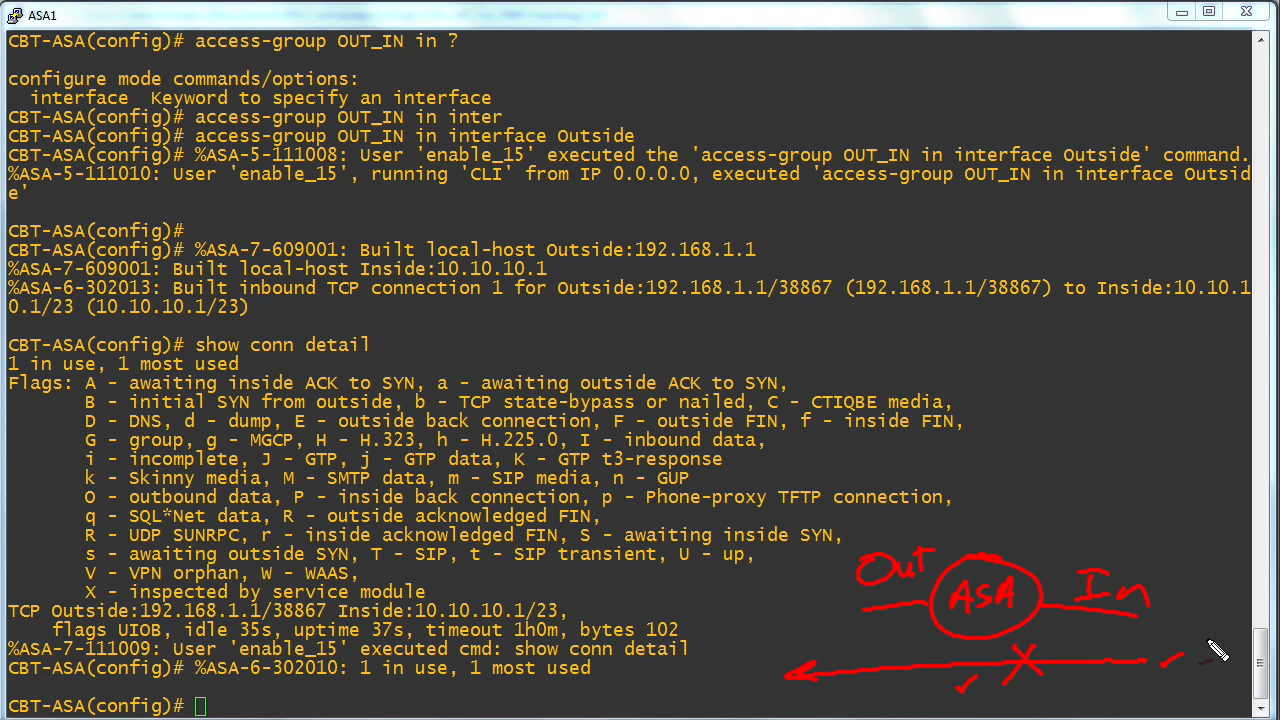 ASA1
CBT-ASA(config)# access-group OUT_IN in ?
configure mode commands/options:
  interface  Keyword to specify an interface
CBT-ASA(config)# access-group OUT_IN in inter
CBT-ASA(config)# access-group OUT_IN in interface Outside
CBT-ASA(config)# %ASA-5-111008: User 'enable_15' executed the 'access-group OUT_IN in interface Outside' command.
%ASA-5-111010: User 'enable_15', running 'CLI' from IP 0.0.0.0, executed 'access-group OUT_IN in interface Outsid
e'
CBT-ASA(config)#
CBT-ASA(config)# %ASA-7-609001: Built local-host Outside:192.168.1.1
%ASA-7-609001: Built local-host Inside:10.10.10.1
%ASA-6-302013: Built inbound TCP connection 1 for Outside:192.168.1.1/38867 (192.168.1.1/38867) to Inside:10.10.1
0.1/23 (10.10.10.1/23)
CBT-ASA(config)# show conn detail
1 in use, 1 most used
Flags: A - awaiting inside ACK to SYN, a - awaiting outside ACK to SYN,
       B - initial SYN from outside, b - TCP state-bypass or nailed, C - CTIQBE media,
       D - DNS, d - dump, E - outside back connection, F - outside FIN, f - inside FIN,
       G - group, g - MGCP, H - H.323, h - H.225.0, I - inbound data,
       i - incomplete, J - GTP, j - GTP data, K - GTP t3-response
       k - Skinny media, M - SMTP data, m - SIP media, n - GUP
       O - outbound data, P - inside back connection, p - Phone-proxy TFTP connection,
       q - SQL*Net data, R - outside acknowledged FIN,
       R - UDP SUNRPC, r - inside acknowledged FIN, S - awaiting inside SYN,
       s - awaiting outside SYN, T - SIP, t - SIP transient, U - up,
       V - VPN orphan, W - WAAS,
       X - inspected by service module
TCP Outside:192.168.1.1/38867 Inside:10.10.10.1/23,
    flags UIOB, idle 35s, uptime 37s, timeout 1h0m, bytes 102
%ASA-7-111009: User 'enable_15' executed cmd: show conn detail
CBT-ASA(config)# %ASA-6-302010: 1 in use, 1 most used
CBT-ASA(config)#
Out ASA In